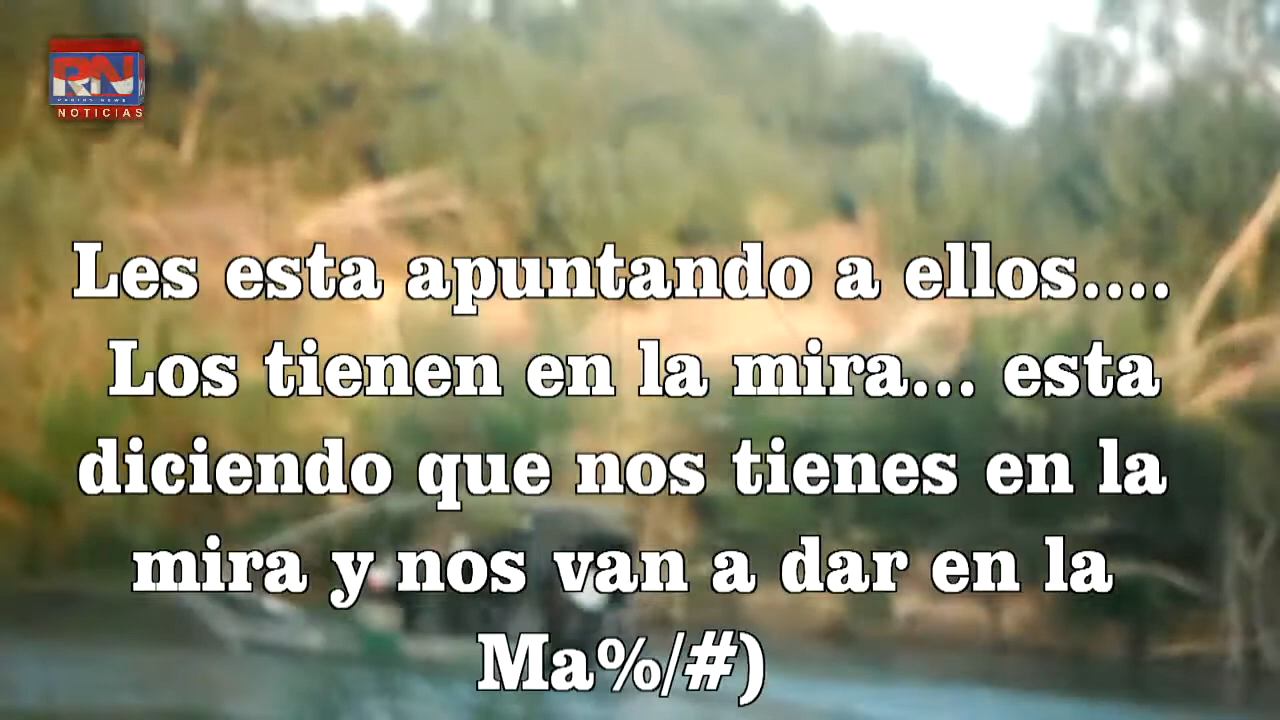 RN
NOTICIAS
Les esta apuntando a ellos....
Los tienen en la mira... esta
diciendo que nos tienes en la
mira y nos van a dar en la
Ma%/#)